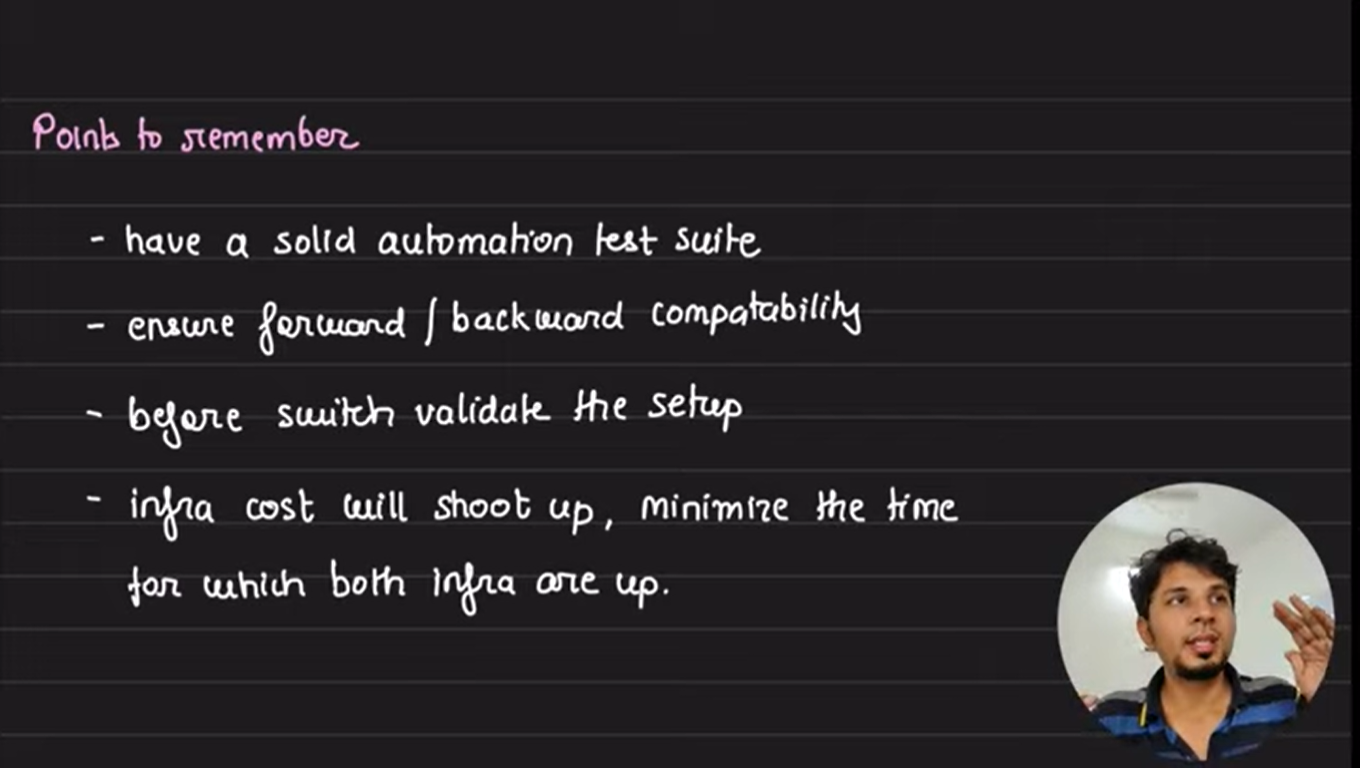 Points to remember
- have a solid automation test suite
- ensure forward / backward compatability
- before switch validate the setup
- infra cost will shoot up, minimize the time
for which both infra are up.